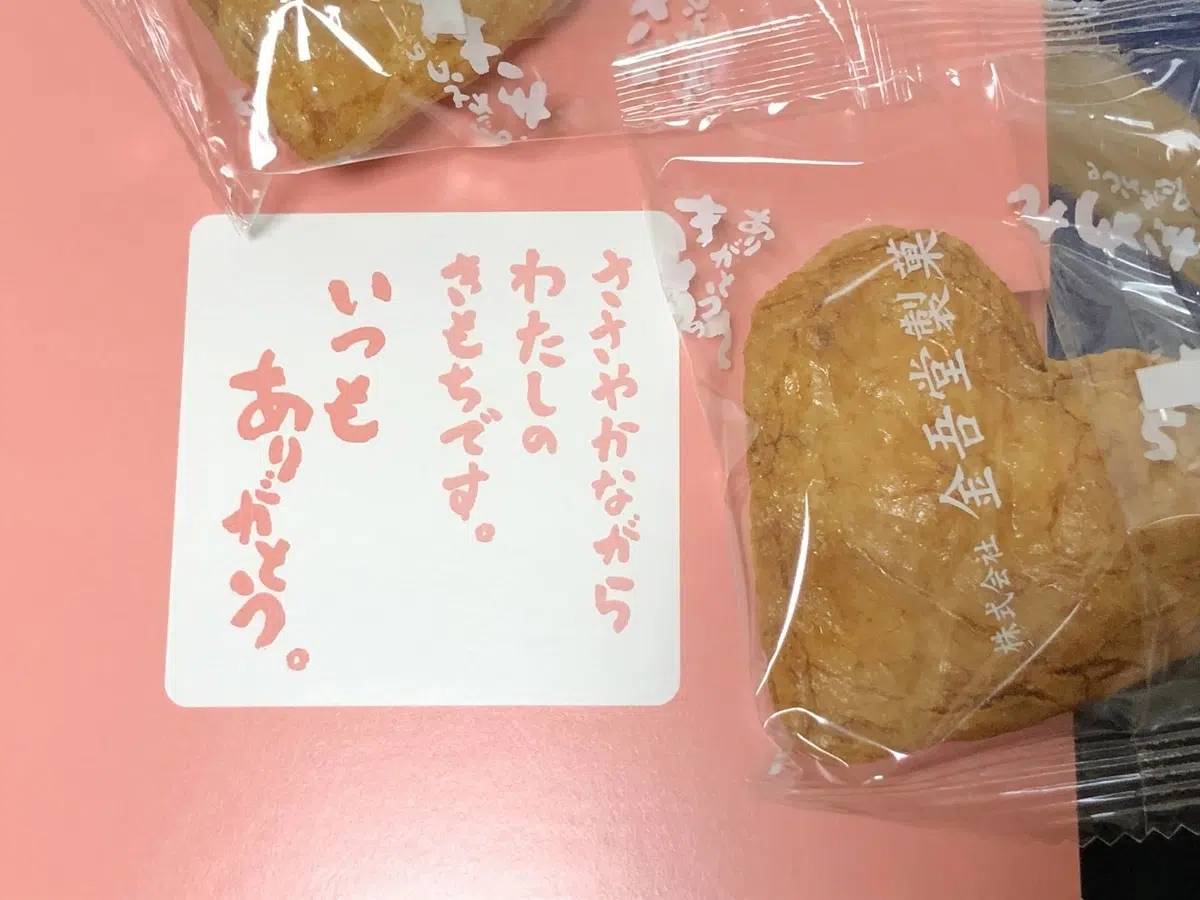 ささやかながら
わたしの
きもちです。
いつも
ありがとう。
株式会社 金吾堂製菓
ありがとうって